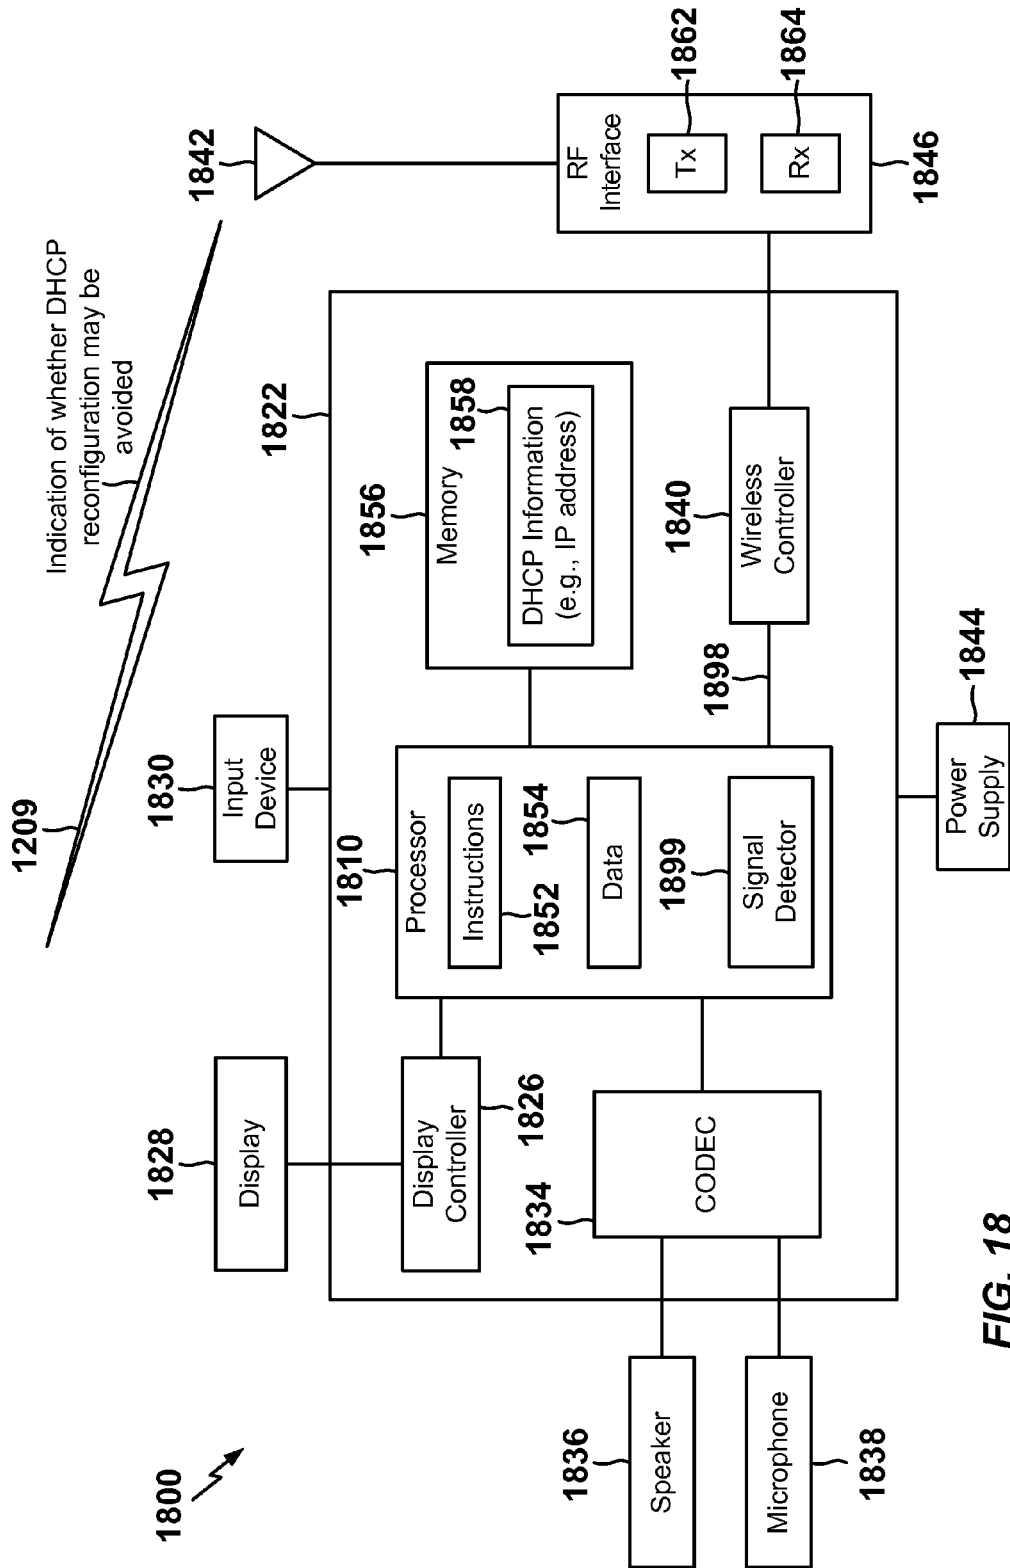 1800
1209
Indication of whether DHCP
reconfiguration may be
avoided
1842
1828
Display
1830
Input
Device
1822
1810
Processor
Instructions
1852
1854
Data
1899
Signal
Detector
1856
Memory
1858
DHCP Information
(e.g., IP address)
Display
Controller
1826
1834
CODEC
1898
1840
Wireless
Controller
RF
Interface
Tx
1862
Rx
1864
1846
1836
Speaker
Microphone
1838
Power
Supply
1844
FIG. 18